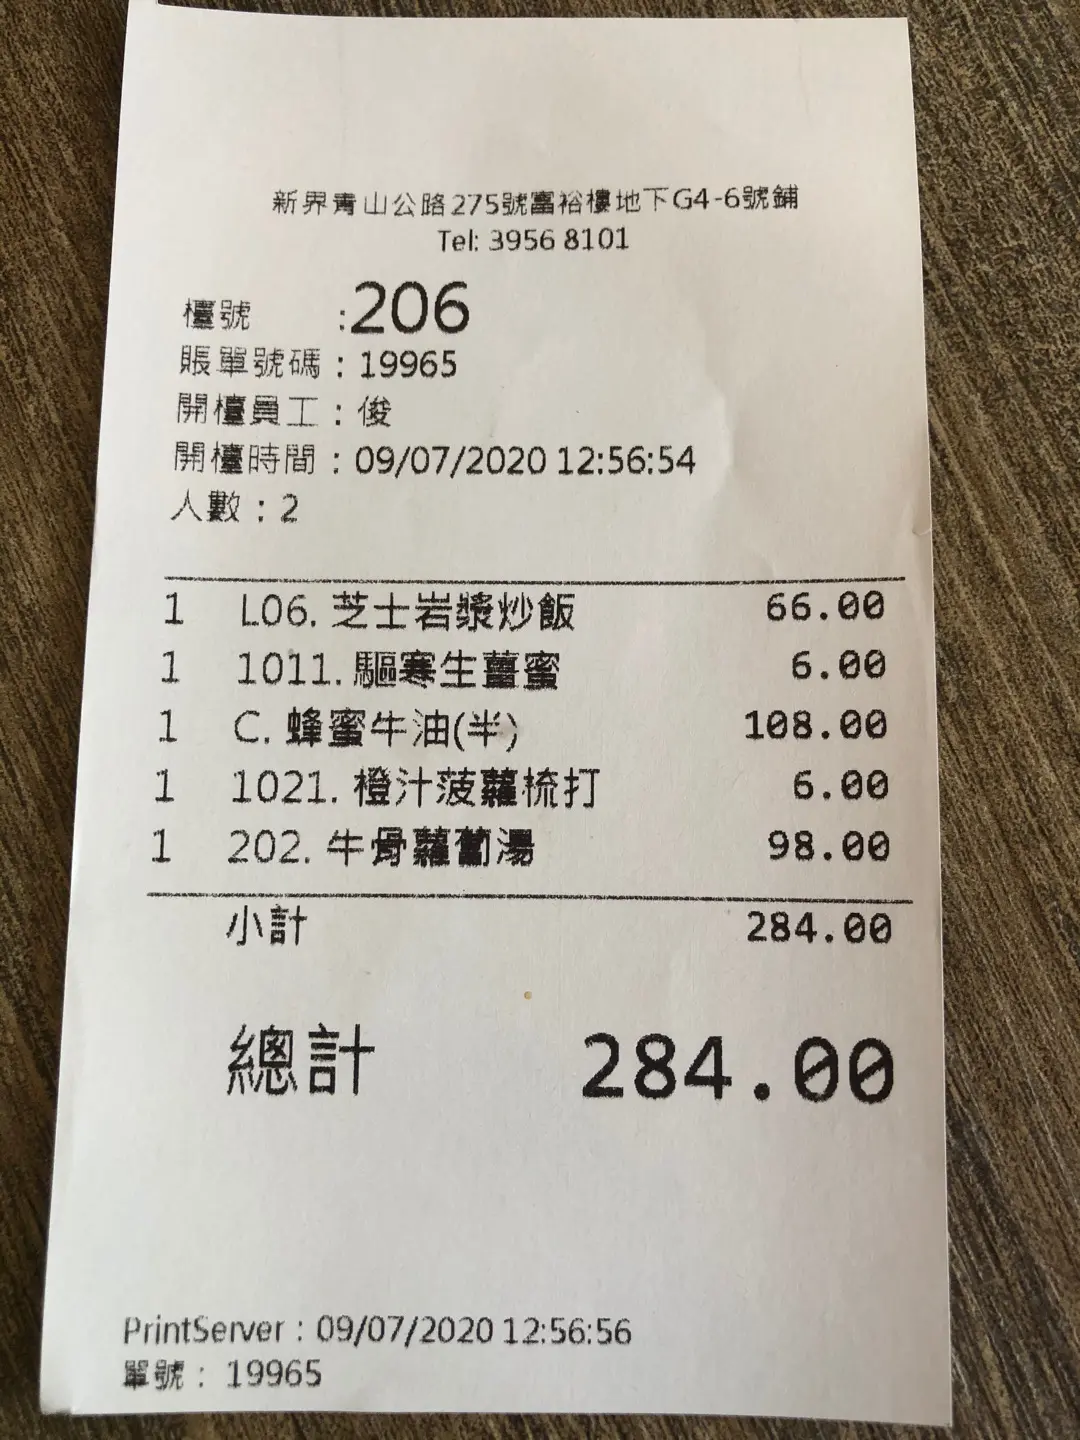 新界青山公路275號富裕樓地下G4-6號鋪
Tel: 3956 8101
檯號 :206
賬單號碼：19965
開檯員工：俊
開檯時間：09/07/2020 12:56:54
人數：2
1 L06. 芝士岩漿炒飯 66.00
1 1011. 驅寒生薑蜜 6.00
1 C. 蜂蜜牛油(半) 108.00
1 1021. 橙汁菠蘿梳打 6.00
1 202. 牛骨蘿蔔湯 98.00
小計 284.00
總計 284.00
PrintServer：09/07/2020 12:56:56
單號：19965